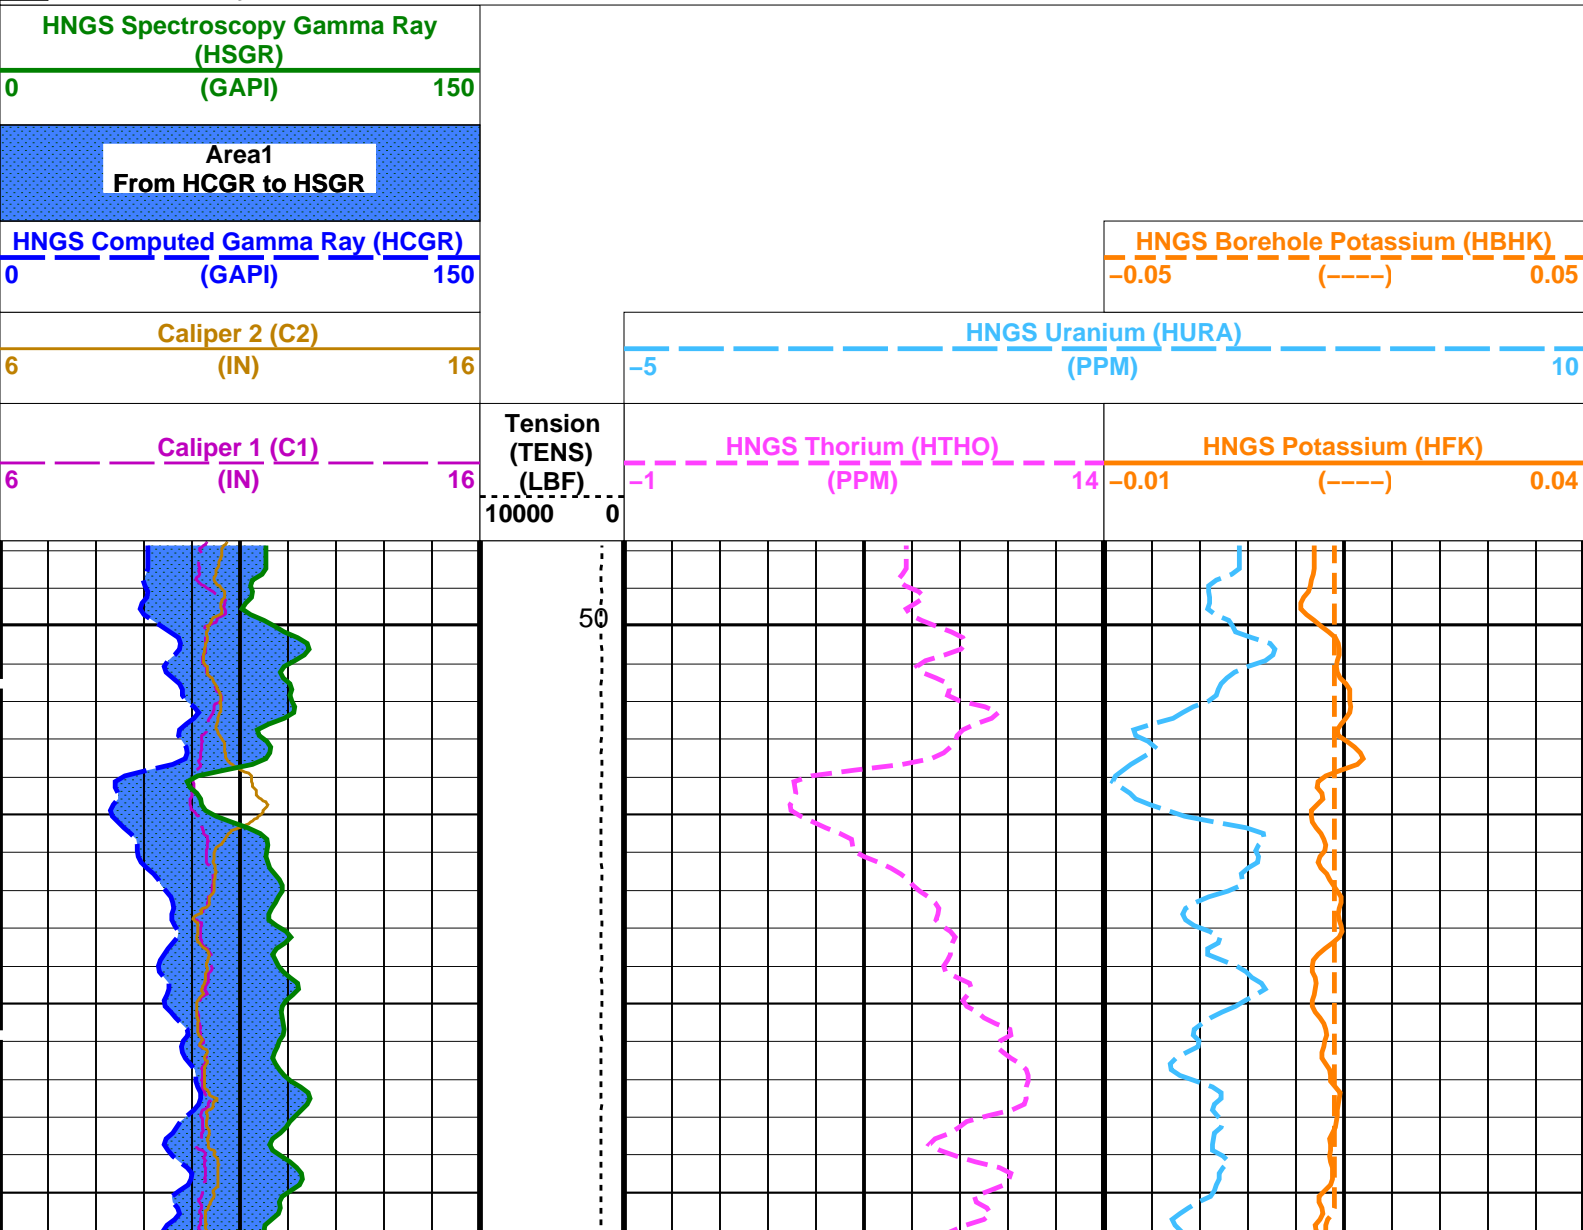 HNGS Spectroscopy Gamma Ray
(HSGR)
0 (GAPI) 150
Area1
From HCGR to HSGR
HNGS Computed Gamma Ray (HCGR)
0 (GAPI) 150
HNGS Borehole Potassium (HBHK)
−0.05 (−−−−) 0.05
Caliper 2 (C2)
6 (IN) 16
HNGS Uranium (HURA)
−5 (PPM) 10
Caliper 1 (C1)
6 (IN) 16
Tension
(TENS)
(LBF)
10000 0
HNGS Thorium (HTHO)
−1 (PPM) 14
HNGS Potassium (HFK)
−0.01 (−−−−) 0.04
50